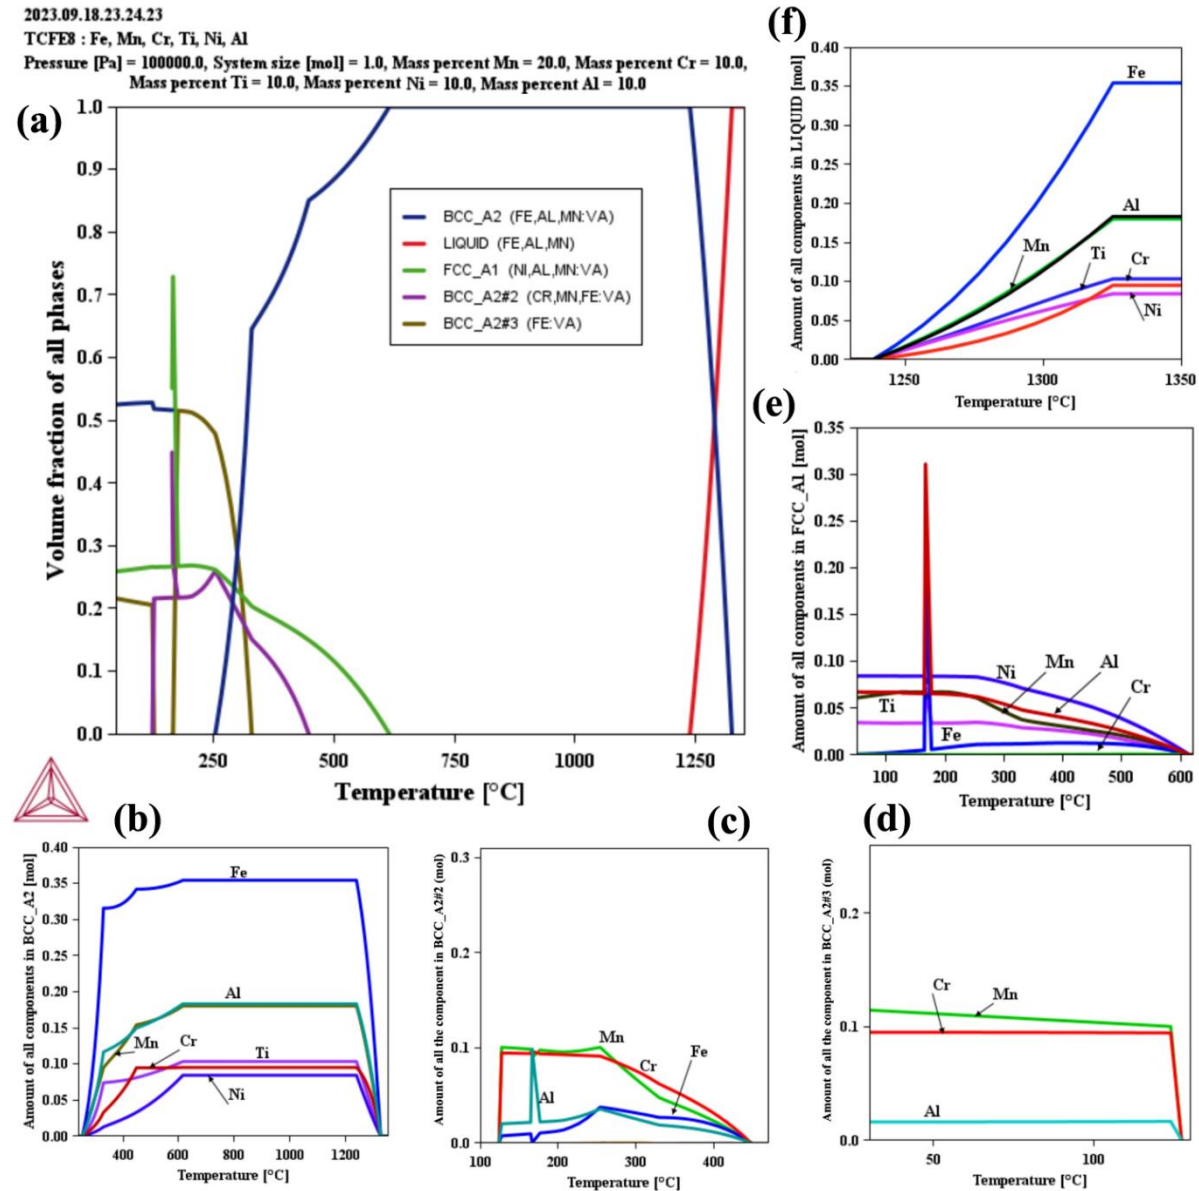 2023.09.18.23.24.23
TCFE8 : Fe, Mn, Cr, Ti, Ni, Al
Pressure [Pa] = 100000.0, System size [mol] = 1.0, Mass percent Mn = 20.0, Mass percent Cr = 10.0,
Mass percent Ti = 10.0, Mass percent Ni = 10.0, Mass percent Al = 10.0
(a)
Volume fraction of all phases
1.0
0.9
0.8
0.7
0.6
0.5
0.4
0.3
0.2
0.1
0.0
BCC_A2 (FE,AL,MN:VA)
LIQUID (FE,AL,MN)
FCC_A1 (NI,AL,MN:VA)
BCC_A2#2 (CR,MN,FE:VA)
BCC_A2#3 (FE:VA)
250 500 750 1000 1250
Temperature [°C]
(f)
Amount of all components in LIQUID [mol]
0.40
0.35
0.30
0.25
0.20
0.15
0.10
0.05
0.00
Fe
Al
Mn
Ti
Cr
Ni
1250 1300 1350
Temperature [°C]
(e)
Amount of all components in FCC_A1 [mol]
0.35
0.30
0.25
0.20
0.15
0.10
0.05
0.00
Ni
Mn
Al
Cr
Ti
Fe
100 200 300 400 500 600
Temperature [°C]
(b)
Amount of all components in BCC_A2 [mol]
0.40
0.35
0.30
0.25
0.20
0.15
0.10
0.05
0.00
Fe
Al
Mn
Cr
Ti
Ni
400 600 800 1000 1200
Temperature [°C]
(c)
Amount of all the component in BCC_A2#2 (mol)
0.3
0.2
0.1
0.0
Mn
Cr
Fe
Al
100 200 300 400
Temperature [°C]
(d)
Amount of all the component in BCC_A2#3 (mol)
0.2
0.1
0.0
Cr
Mn
Al
50 100
Temperature [°C]